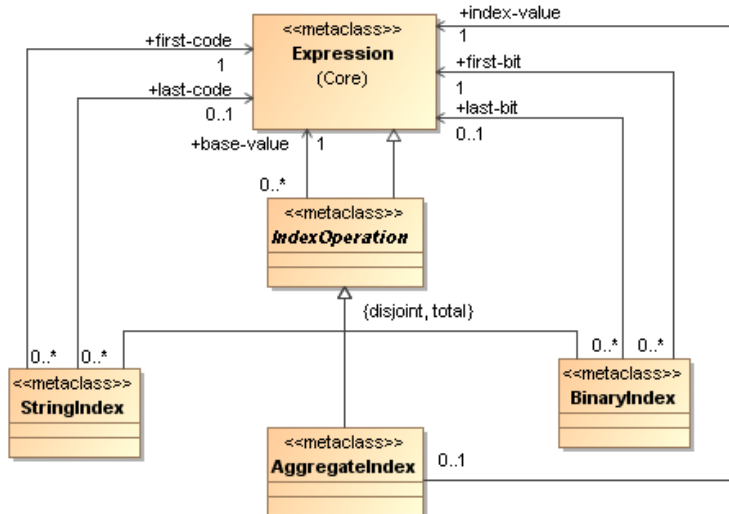 <<metaclass>>
Expression
(Core)
+first-code
1
+last-code
0..1
+index-value
1
+first-bit
1
+last-bit
0..1
+base-value
1
0..*
<<metaclass>>
IndexOperation
{disjoint, total}
0..*
0..*
<<metaclass>>
StringIndex
0..*
0..*
<<metaclass>>
BinaryIndex
<<metaclass>>
AggregateIndex
0..1